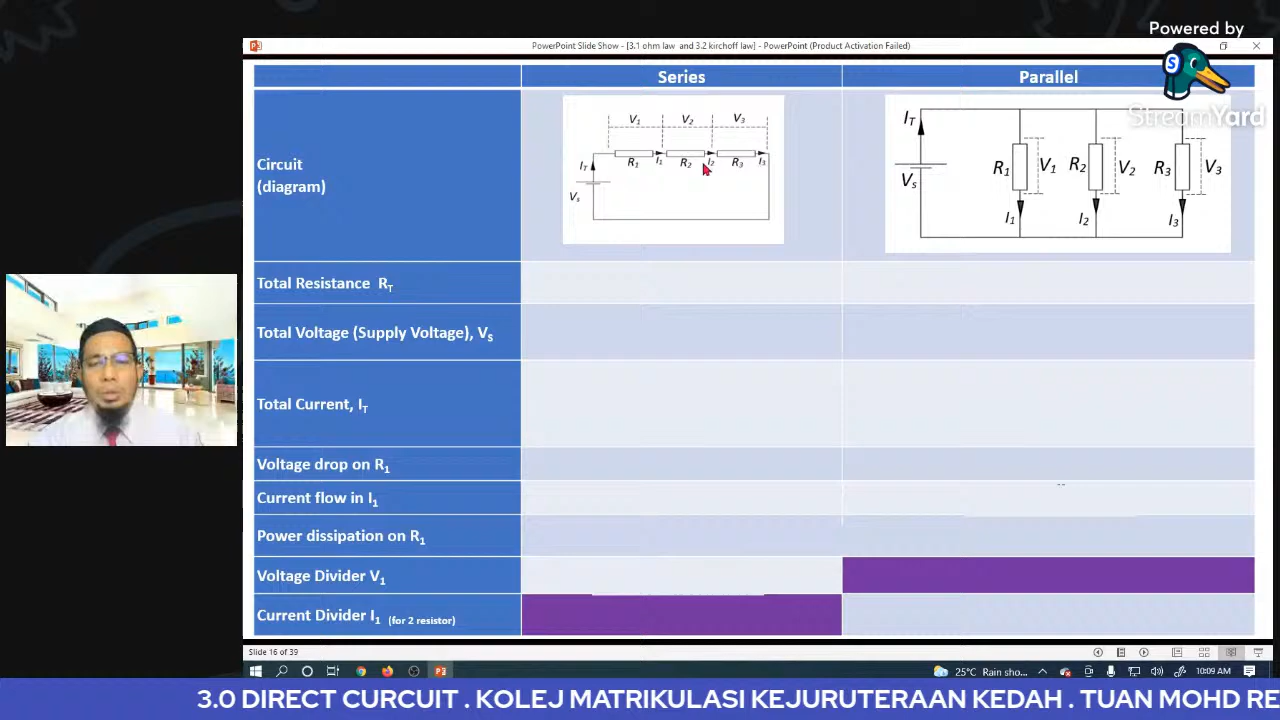 Powered by
StreamYard
PowerPoint Slide Show - [3.1 ohm law and 3.2 kirchoff law] - PowerPoint (Product Activation Failed)
Series
Parallel
Circuit
(diagram)
V1 V2 V3
IT R1 I1 R2 I2 R3 I3
Vs
IT
Vs
R1 V1 R2 V2 R3 V3
I1 I2 I3
Total Resistance RT
Total Voltage (Supply Voltage), VS
Total Current, IT
Voltage drop on R1
Current flow in I1
Power dissipation on R1
Voltage Divider V1
Current Divider I1 (for 2 resistor)
Slide 16 of 39
25°C Rain sho...
10:09 AM
3.0 DIRECT CURCUIT . KOLEJ MATRIKULASI KEJURUTERAAN KEDAH . TUAN MOHD RE